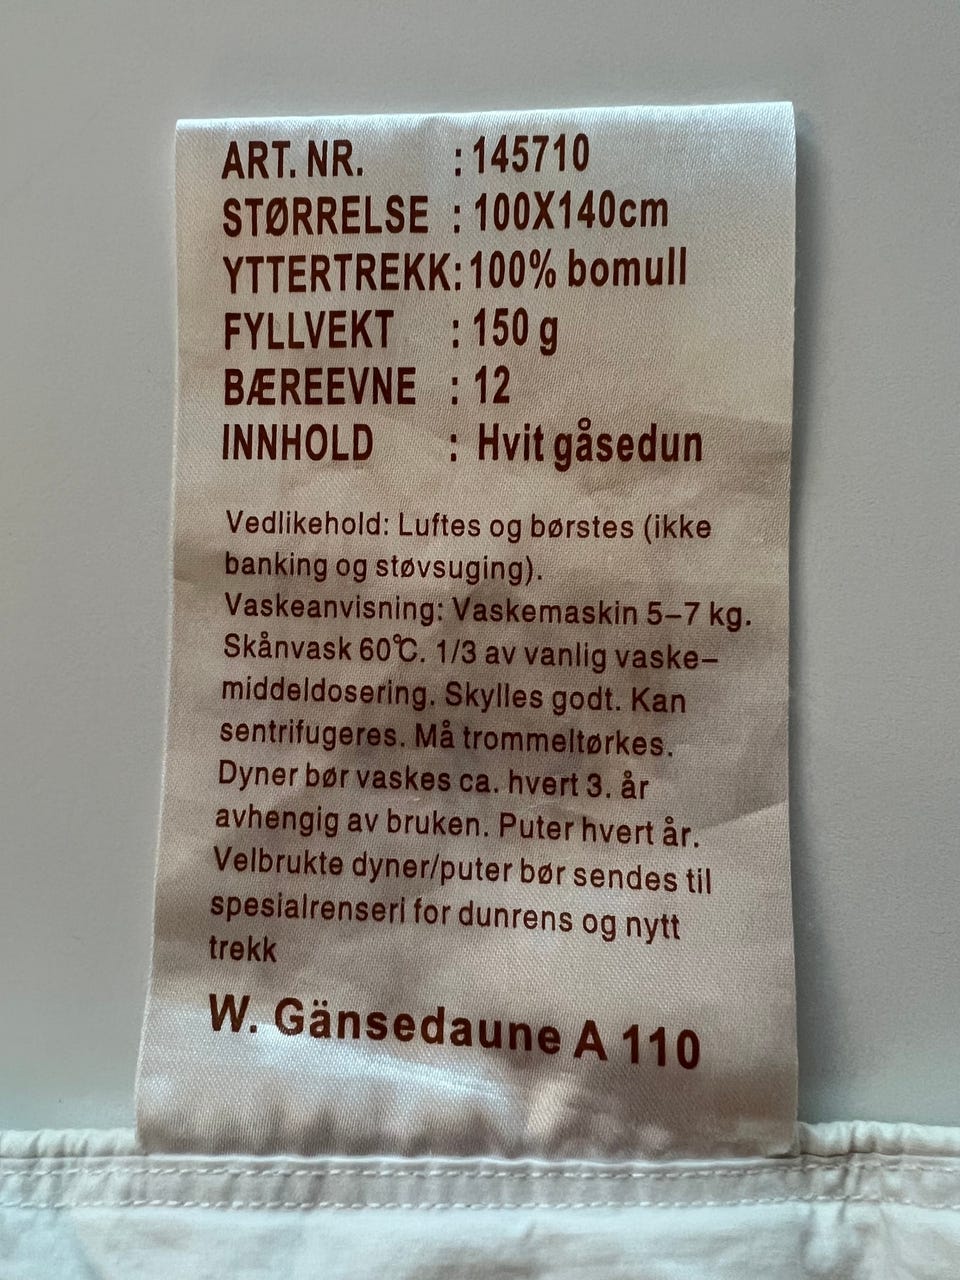 ART. NR. : 145710
STØRRELSE : 100X140cm
YTTERTREKK: 100% bomull
FYLLVEKT : 150 g
BÆREEVNE : 12
INNHOLD : Hvit gåsedun
Vedlikehold: Luftes og børstes (ikke
banking og støvsuging).
Vaskeanvisning: Vaskemaskin 5–7 kg.
Skånvask 60℃. 1/3 av vanlig vaske–
middeldosering. Skylles godt. Kan
sentrifugeres. Må trommeltørkes.
Dyner bør vaskes ca. hvert 3. år
avhengig av bruken. Puter hvert år.
Velbrukte dyner/puter bør sendes til
spesialrenseri for dunrens og nytt
trekk
W. Gänsedaune A 110